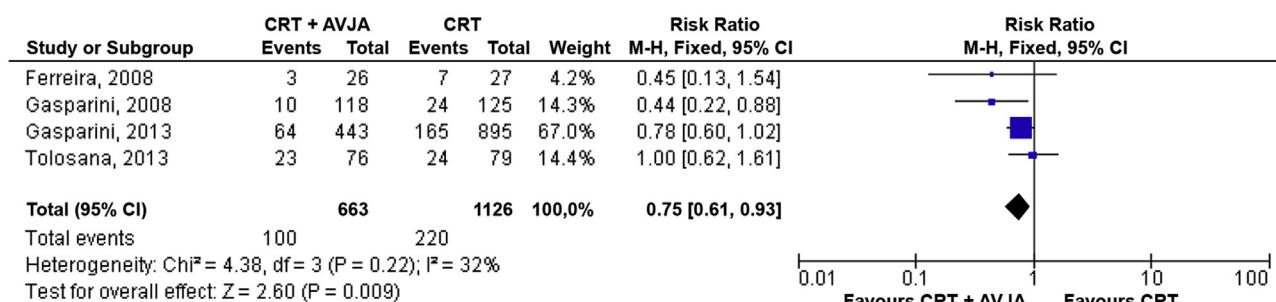 CRT + AVJA CRT Risk Ratio Risk Ratio
Study or Subgroup Events Total Events Total Weight M-H, Fixed, 95% CI M-H, Fixed, 95% CI
Ferreira, 2008 3 26 7 27 4.2% 0.45 [0.13, 1.54]
Gasparini, 2008 10 118 24 125 14.3% 0.44 [0.22, 0.88]
Gasparini, 2013 64 443 165 895 67.0% 0.78 [0.60, 1.02]
Tolosana, 2013 23 76 24 79 14.4% 1.00 [0.62, 1.61]
Total (95% CI) 663 1126 100,0% 0.75 [0.61, 0.93]
Total events 100 220
Heterogeneity: Chi² = 4.38, df = 3 (P = 0.22); I² = 32%
Test for overall effect: Z = 2.60 (P = 0.009)
0.01 0.1 1 10 100
Favours CRT + AVJA Favours CRT